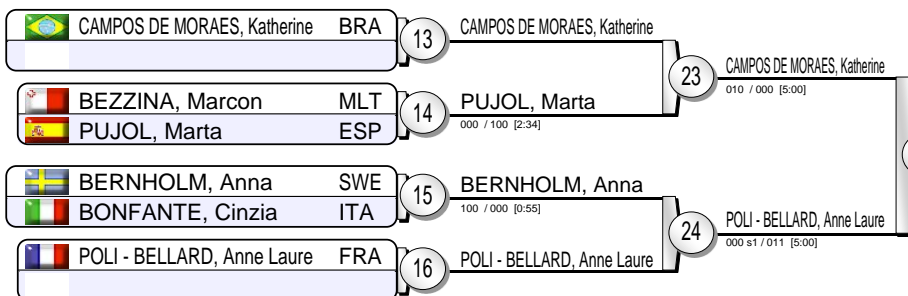 CAMPOS DE MORAES, Katherine BRA
13
CAMPOS DE MORAES, Katherine
23
CAMPOS DE MORAES, Katherine
010 / 000 [5:00]
BEZZINA, Marcon MLT
PUJOL, Marta ESP
14
PUJOL, Marta
000 / 100 [2:34]
BERNHOLM, Anna SWE
BONFANTE, Cinzia ITA
15
BERNHOLM, Anna
100 / 000 [0:55]
24
POLI - BELLARD, Anne Laure
000 s1 / 011 [5:00]
POLI - BELLARD, Anne Laure FRA
16
POLI - BELLARD, Anne Laure